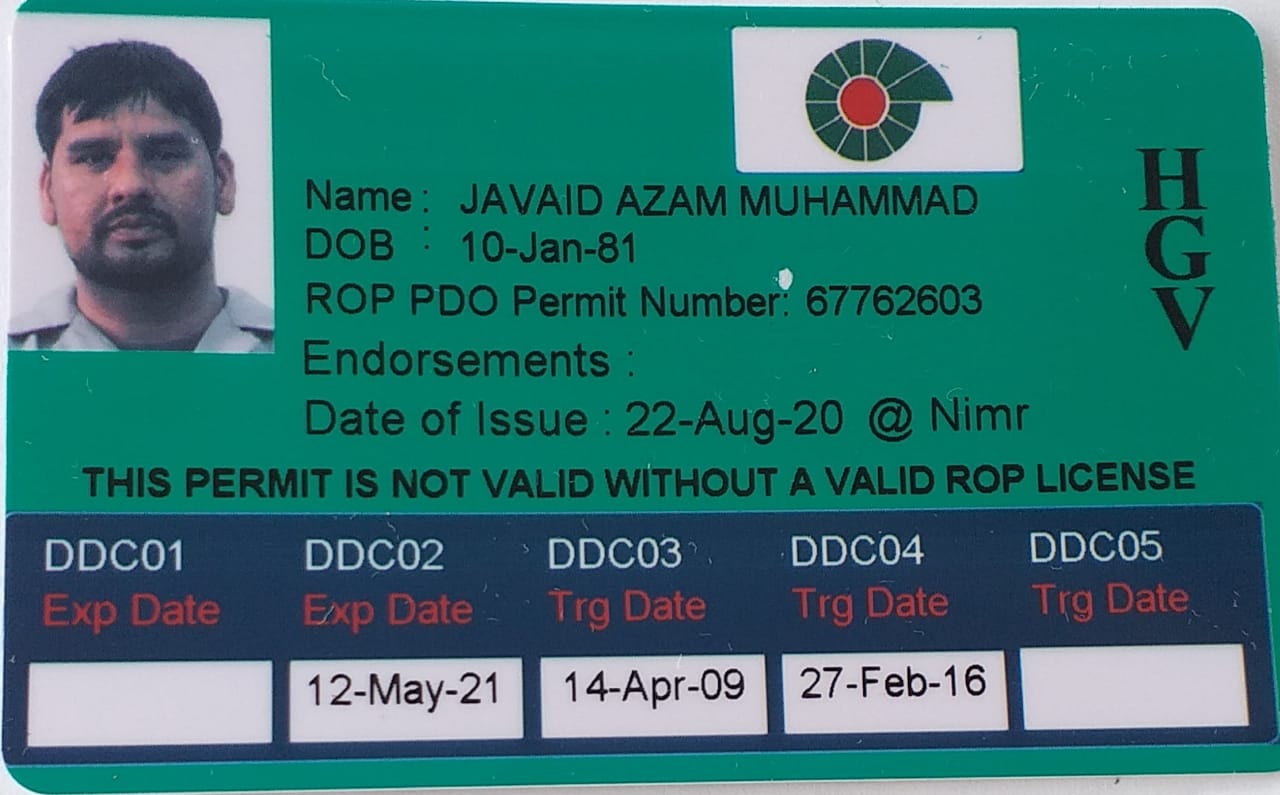 Name : JAVAID AZAM MUHAMMAD
DOB : 10-Jan-81
ROP PDO Permit Number: 67762603
Endorsements :
Date of Issue : 22-Aug-20 @ Nimr
HGV
THIS PERMIT IS NOT VALID WITHOUT A VALID ROP LICENSE
DDC01 DDC02 DDC03 DDC04 DDC05
Exp Date Exp Date Trg Date Trg Date Trg Date
12-May-21 14-Apr-09 27-Feb-16